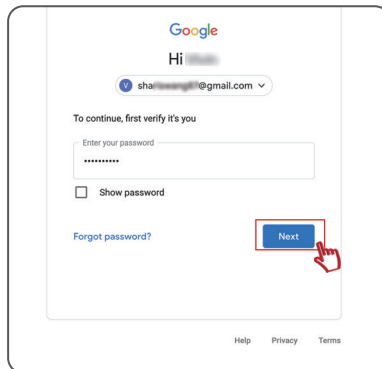 Google
Hi
V sha @gmail.com
To continue, first verify it's you
Enter your password
••••••••••
Show password
Forgot password?
Next
Help Privacy Terms